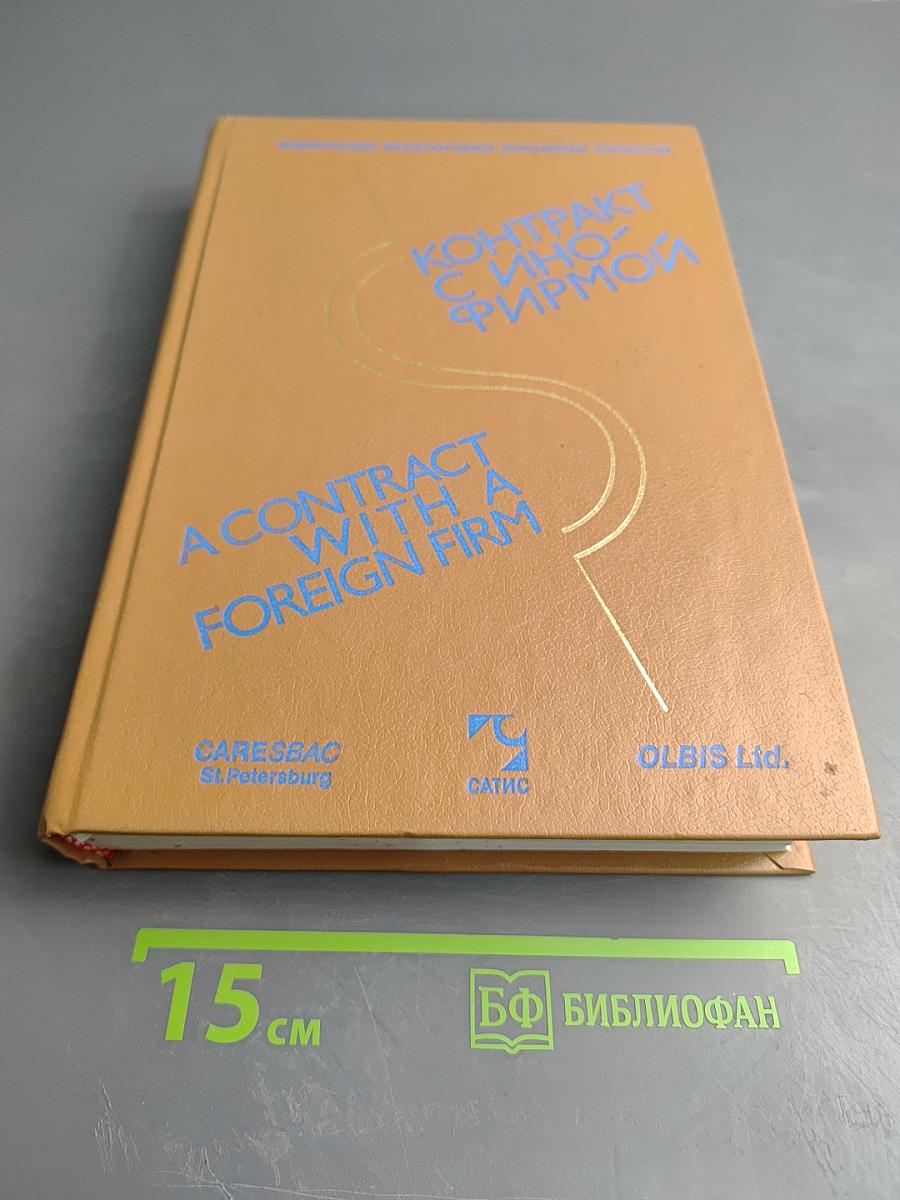 КОНТРАКТ
С ИНО-
ФИРМОЙ
A CONTRACT
WITH A
FOREIGN FIRM
CARESBAC
St.Petersburg
САТИС
OLBIS Ltd.
15 см
БФ БИБЛИОФАН